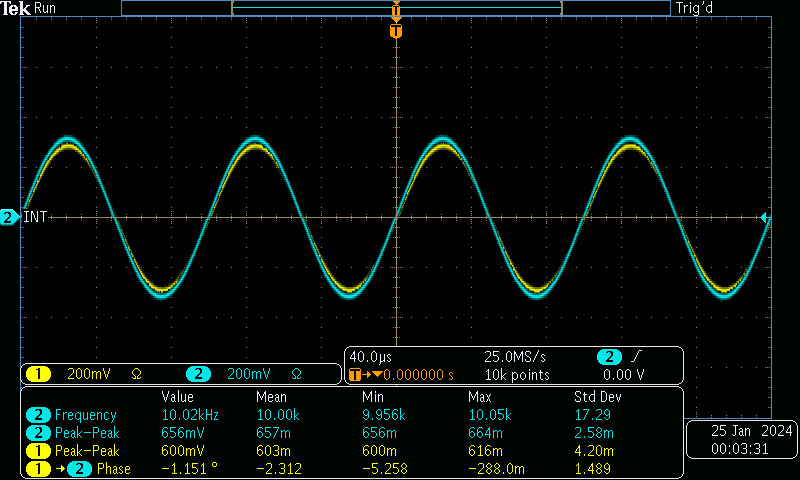 Tek Run Trig'd
T
T
2 INT
1 200mV Ω 2 200mV Ω
40.0µs 25.0MS/s 2
T→▼0.000000 s 10k points 0.00 V
Value Mean Min Max Std Dev
2 Frequency 10.02kHz 10.00k 9.956k 10.05k 17.29
2 Peak-Peak 656mV 657m 656m 664m 2.58m
1 Peak-Peak 600mV 603m 600m 616m 4.20m
1 →2 Phase -1.151 ° -2.312 -5.258 -288.0m 1.489
25 Jan 2024
00:03:31